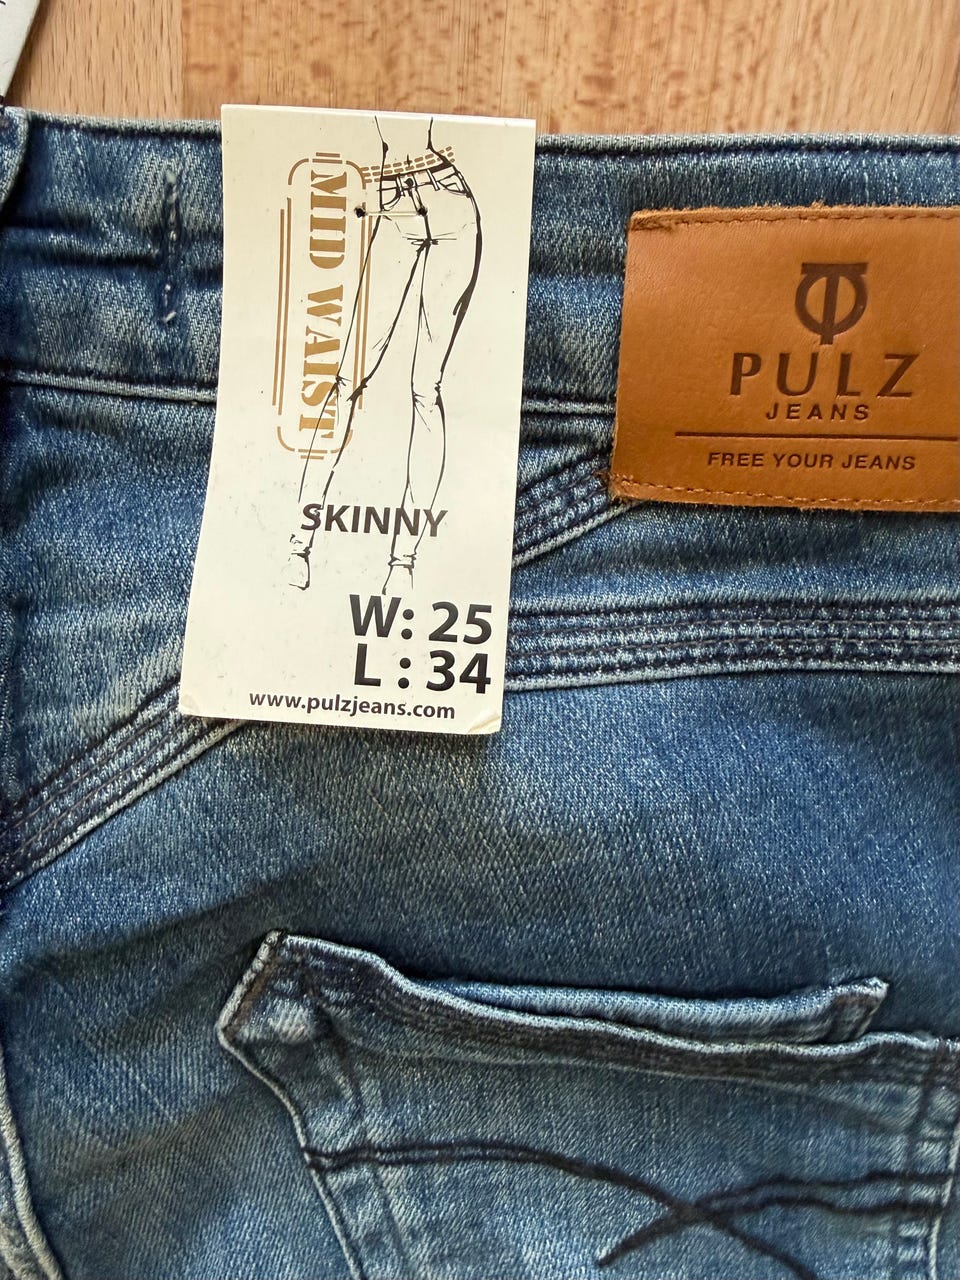 MID WAIST
SKINNY
W: 25
L : 34
www.pulzjeans.com
PULZ
JEANS
FREE YOUR JEANS